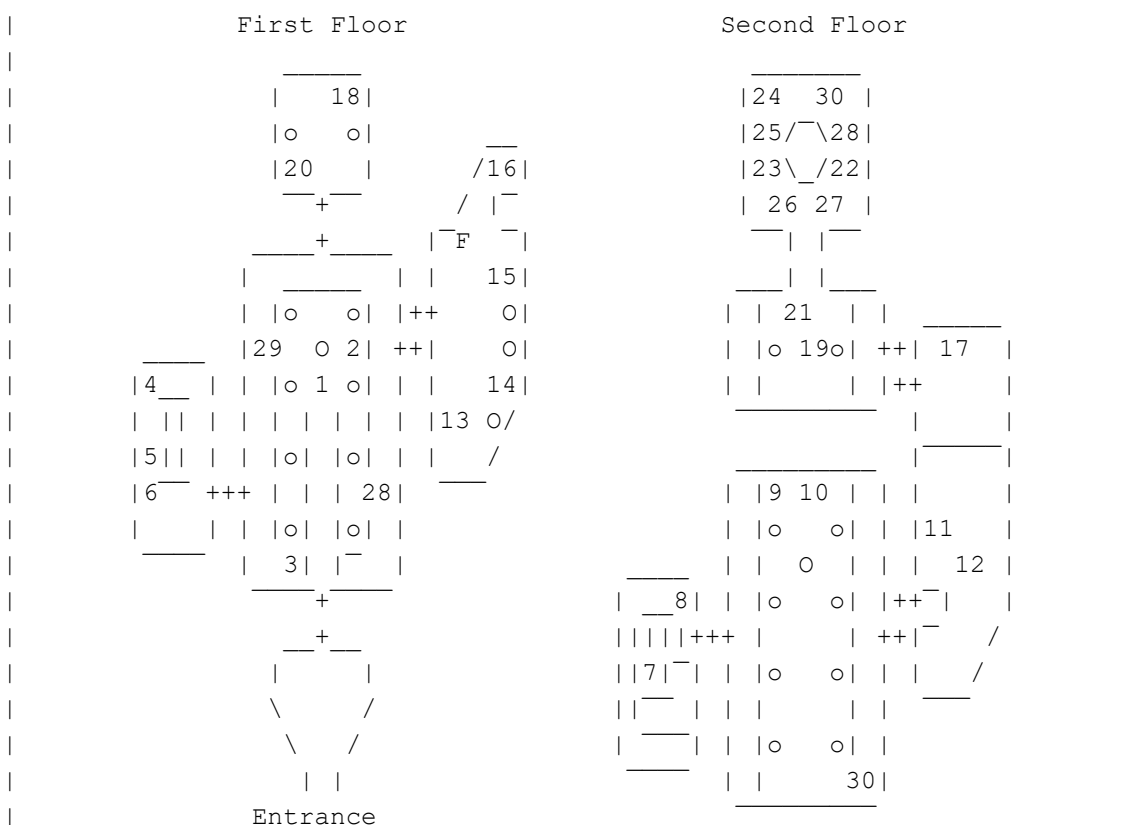 First Floor Second Floor
18 24 30
o o 25 28
20 16 23 22
+ 26 27
+ F
15
o o ++ O 21
29 O 2 ++ O o 19 o ++ 17
4 o 1 o 14 ++
13 O
5 o o
6 +++ 28 9 10
o o o o 11
3 O 12
+ 8 o o ++
+ +++ ++
7 o o
o o
30
Entrance